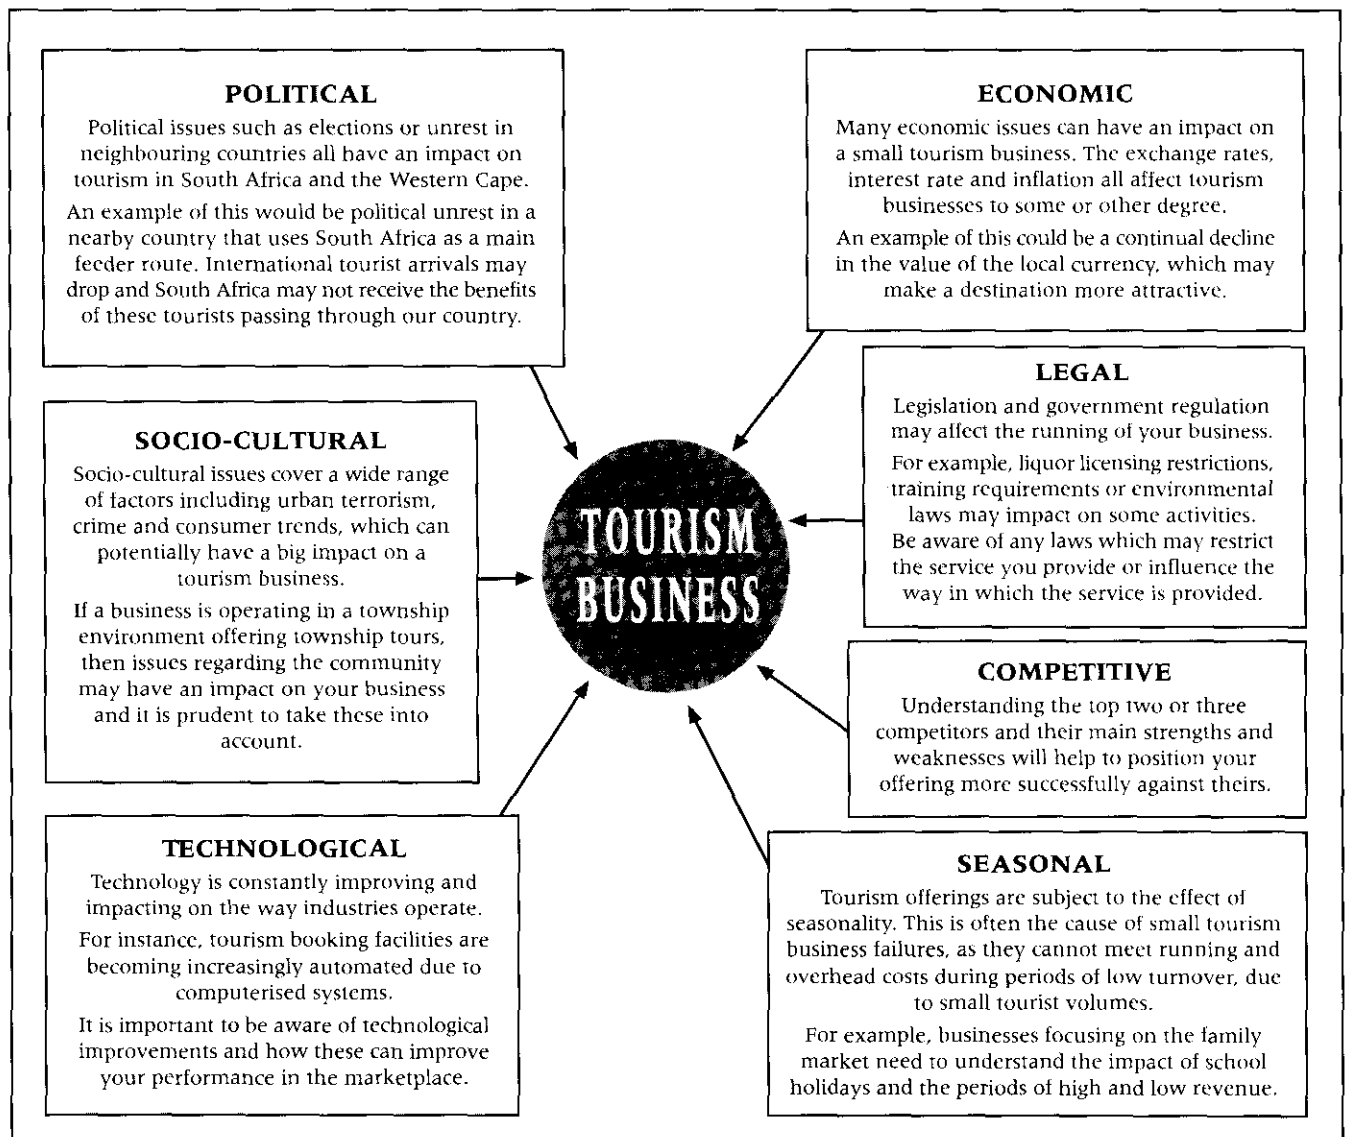 POLITICAL
Political issues such as elections or unrest in
neighbouring countries all have an impact on
tourism in South Africa and the Western Cape.
An example of this would be political unrest in a
nearby country that uses South Africa as a main
feeder route. International tourist arrivals may
drop and South Africa may not receive the benefits
of these tourists passing through our country.
SOCIO-CULTURAL
Socio-cultural issues cover a wide range
of factors including urban terrorism,
crime and consumer trends, which can
potentially have a big impact on a
tourism business.
If a business is operating in a township
environment offering township tours,
then issues regarding the community
may have an impact on your business
and it is prudent to take these into
account.
TECHNOLOGICAL
Technology is constantly improving and
impacting on the way industries operate.
For instance, tourism booking facilities are
becoming increasingly automated due to
computerised systems.
It is important to be aware of technological
improvements and how these can improve
your performance in the marketplace.
TOURISM
BUSINESS
ECONOMIC
Many economic issues can have an impact on
a small tourism business. The exchange rates,
interest rate and inflation all affect tourism
businesses to some or other degree.
An example of this could be a continual decline
in the value of the local currency, which may
make a destination more attractive.
LEGAL
Legislation and government regulation
may affect the running of your business.
For example, liquor licensing restrictions,
training requirements or environmental
laws may impact on some activities.
Be aware of any laws which may restrict
the service you provide or influence the
way in which the service is provided.
COMPETITIVE
Understanding the top two or three
competitors and their main strengths and
weaknesses will help to position your
offering more successfully against theirs.
SEASONAL
Tourism offerings are subject to the effect of
seasonality. This is often the cause of small tourism
business failures, as they cannot meet running and
overhead costs during periods of low turnover, due
to small tourist volumes.
For example, businesses focusing on the family
market need to understand the impact of school
holidays and the periods of high and low revenue.